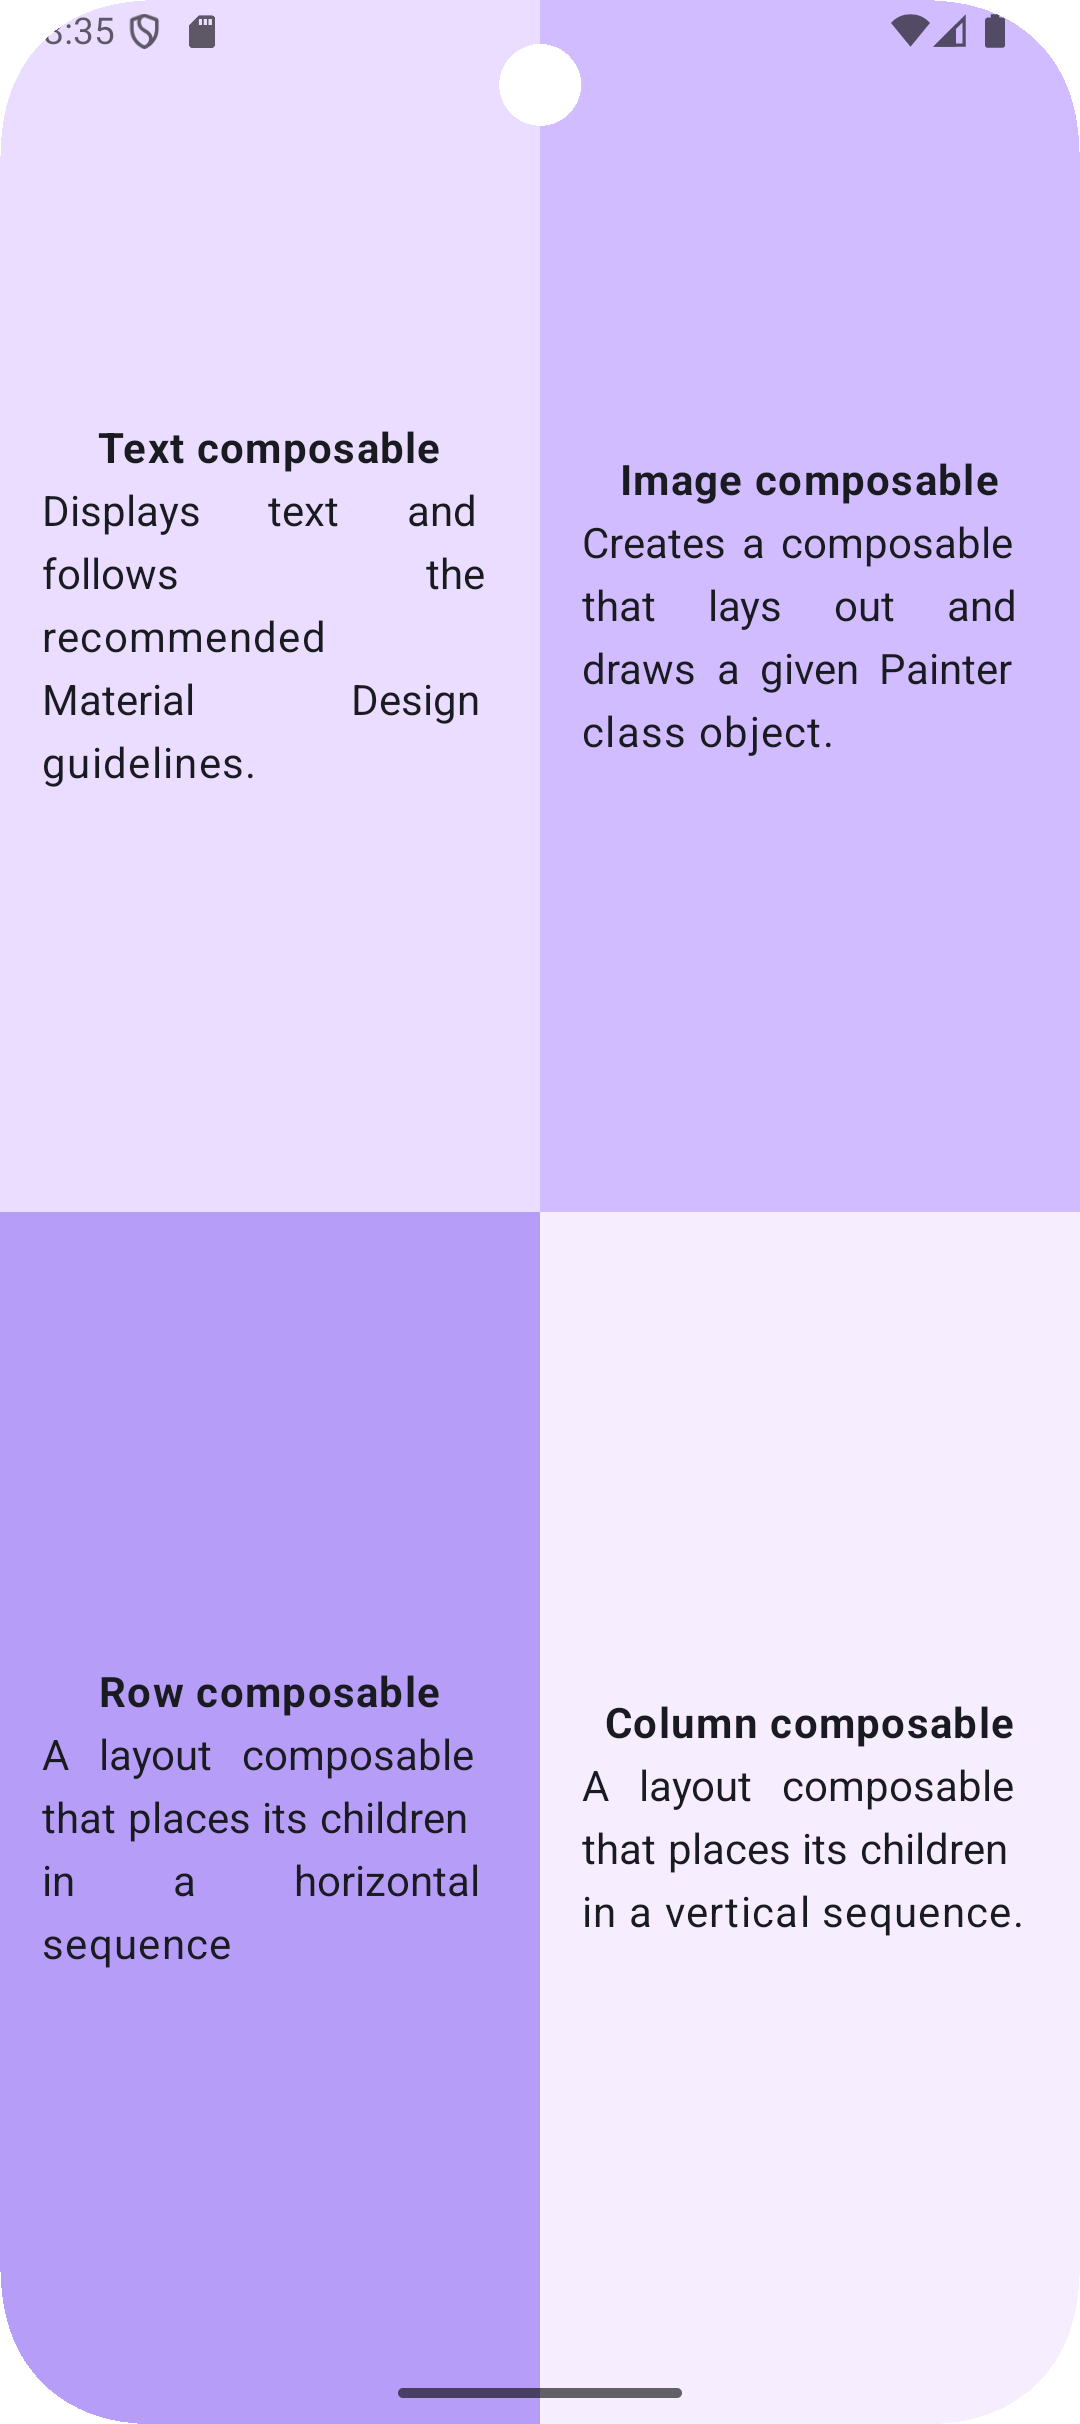 :35
Text composable
Displays text and
follows the
recommended
Material Design
guidelines.
Image composable
Creates a composable
that lays out and
draws a given Painter
class object.
Row composable
A layout composable
that places its children
in a horizontal
sequence
Column composable
A layout composable
that places its children
in a vertical sequence.